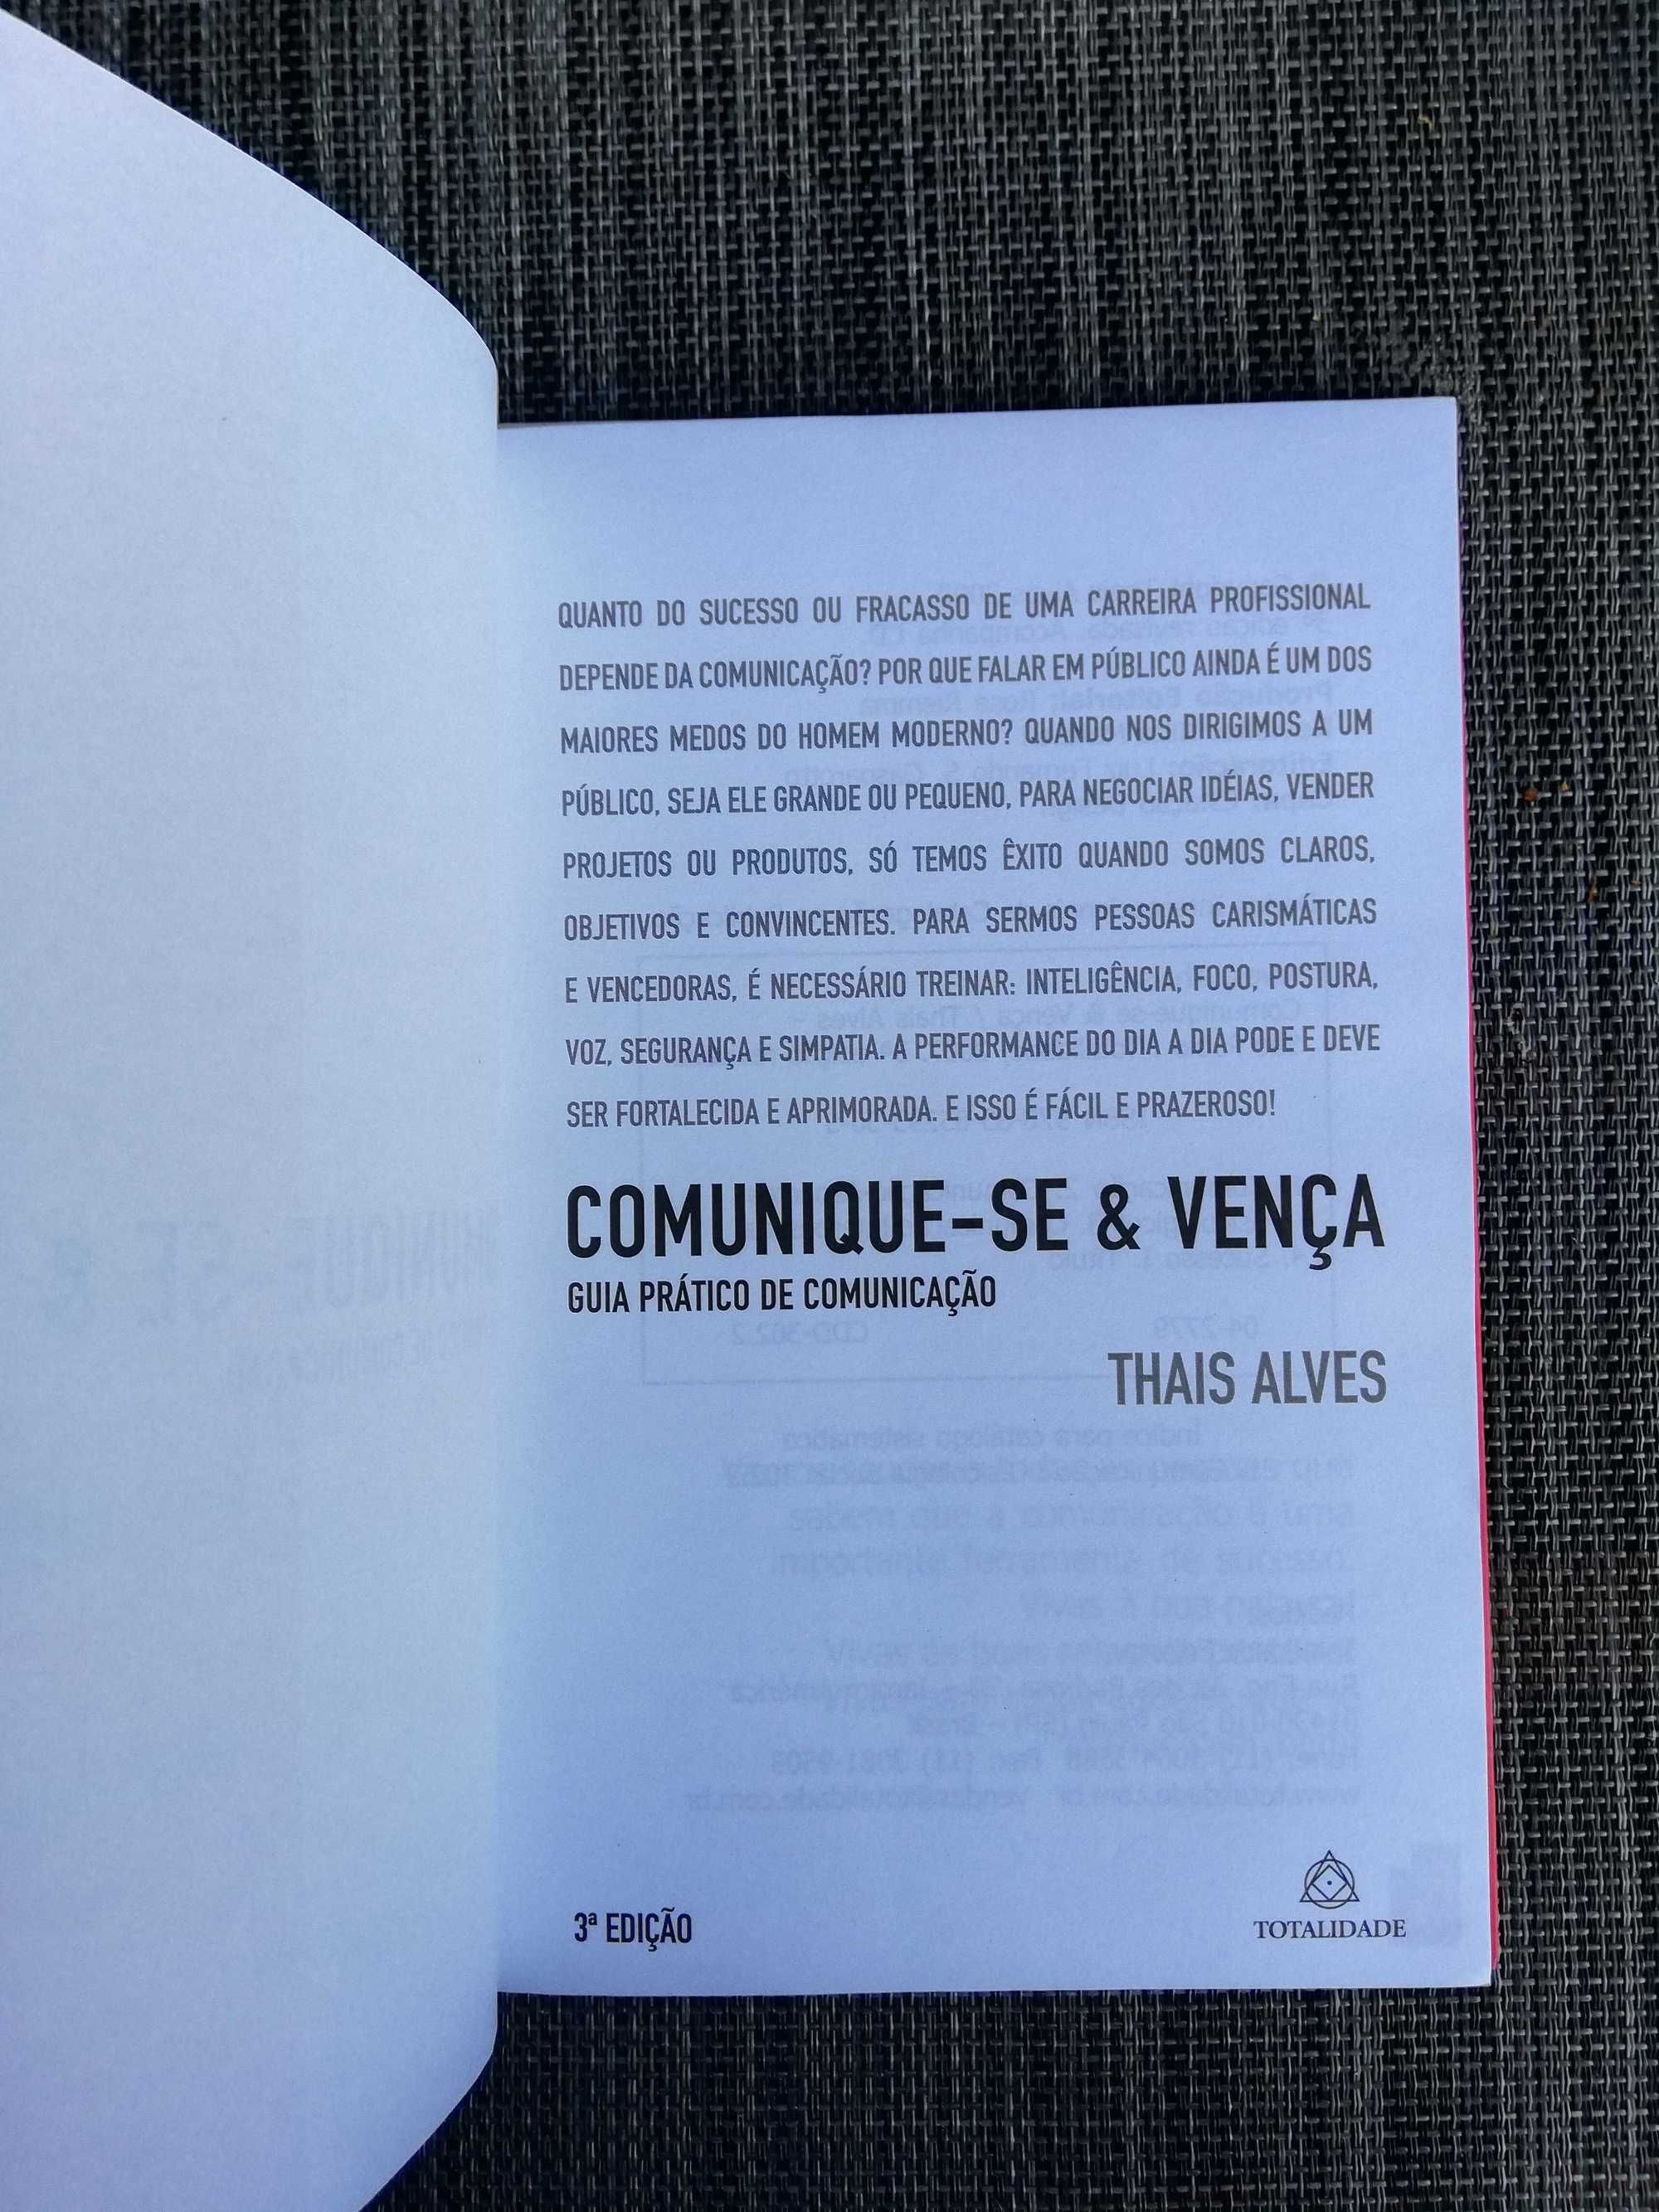 QUANTO DO SUCESSO OU FRACASSO DE UMA CARREIRA PROFISSIONAL
DEPENDE DA COMUNICAÇÃO? POR QUE FALAR EM PÚBLICO AINDA É UM DOS
MAIORES MEDOS DO HOMEM MODERNO? QUANDO NOS DIRIGIMOS A UM
PÚBLICO, SEJA ELE GRANDE OU PEQUENO, PARA NEGOCIAR IDÉIAS, VENDER
PROJETOS OU PRODUTOS, SÓ TEMOS ÊXITO QUANDO SOMOS CLAROS,
OBJETIVOS E CONVINCENTES. PARA SERMOS PESSOAS CARISMÁTICAS
E VENCEDORAS, É NECESSÁRIO TREINAR: INTELIGÊNCIA, FOCO, POSTURA,
VOZ, SEGURANÇA E SIMPATIA. A PERFORMANCE DO DIA A DIA PODE E DEVE
SER FORTALECIDA E APRIMORADA. E ISSO É FÁCIL E PRAZEROSO!
COMUNIQUE-SE & VENÇA
GUIA PRÁTICO DE COMUNICAÇÃO
THAIS ALVES
3ª EDIÇÃO
TOTALIDADE